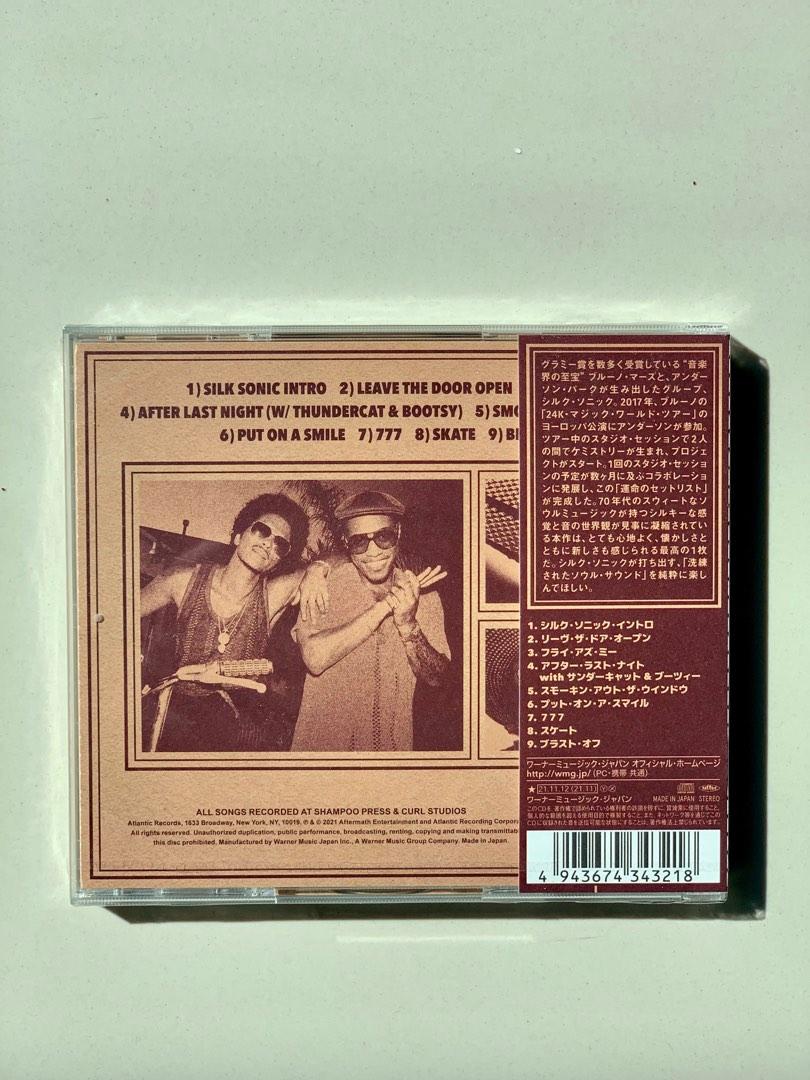 1) SILK SONIC INTRO 2) LEAVE THE DOOR OPEN
4) AFTER LAST NIGHT (W/ THUNDERCAT & BOOTSY) 5) SMO
6) PUT ON A SMILE 7) 777 8) SKATE 9) BL
ALL SONGS RECORDED AT SHAMPOO PRESS & CURL STUDIOS
Atlantic Records, 1633 Broadway, New York, NY, 10019. ℗ & © 2021 Aftermath Entertainment and Atlantic Recording Corpor
All rights reserved. Unauthorized duplication, public performance, broadcasting, renting, copying and making transmittab
this disc prohibited. Manufactured by Warner Music Japan Inc., A Warner Music Group Company. Made in Japan.
グラミー賞を数多く受賞している“音楽
界の至宝”ブルーノ・マーズと、アンダー
ソン・パークが生み出したグループ、
シルク・ソニック。2017年、ブルーノの
「24K・マジック・ワールド・ツアー」の
ヨーロッパ公演にアンダーソンが参加。
ツアー中のスタジオ・セッションで2人
の間でケミストリーが生まれ、プロジェ
クトがスタート。1回のスタジオ・セッショ
ンの予定が数ヶ月に及ぶコラボレーショ
ンに発展し、この「運命のセットリスト」
が完成した。70年代のスウィートなソ
ウルミュージックが持つシルキーな感
覚と音の世界観が見事に凝縮されてい
る本作は、とても心地よく、懐かしさと
ともに新しさも感じられる最高の1枚
だ。シルク・ソニックが打ち出す、「洗練
されたソウル・サウンド」を純粋に楽し
んでほしい。
1. シルク・ソニック・イントロ
2. リーヴ・ザ・ドア・オープン
3. フライ・アズ・ミー
4. アフター・ラスト・ナイト
with サンダーキャット & ブーツィー
5. スモーキン・アウト・ザ・ウインドウ
6. プット・オン・ア・スマイル
7. 777
8. スケート
9. ブラスト・オフ
ワーナーミュージック・ジャパン オフィシャル・ホームページ
http://wmg.jp/ (PC・携帯 共通)
★ 21.11.12 (21.11)
ワーナーミュージック・ジャパン MADE IN JAPAN STEREO
4 943674 343218